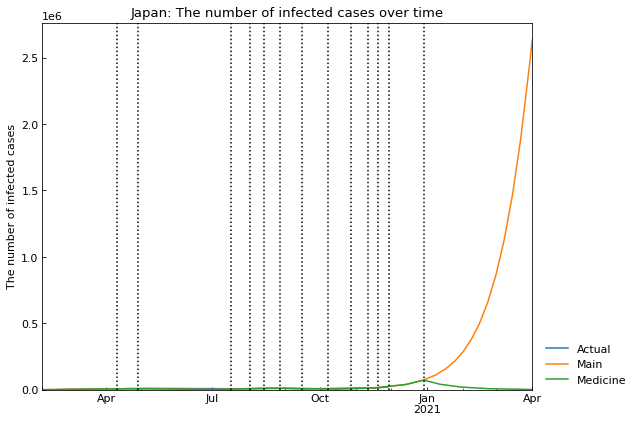 Japan: The number of infected cases over time
1e6
The number of infected cases
2.5
2.0
1.5
1.0
0.5
0.0
Apr
Jul
Oct
Jan
2021
Apr
Actual
Main
Medicine